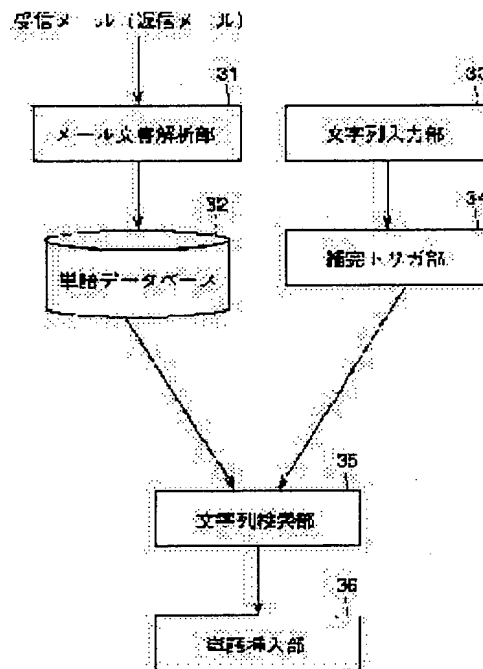 受信メール (返信メール)
31
メール文書解析部
32
単語データベース
33
文字列入力部
34
補完トリガ部
35
文字列検索部
36
単語挿入部